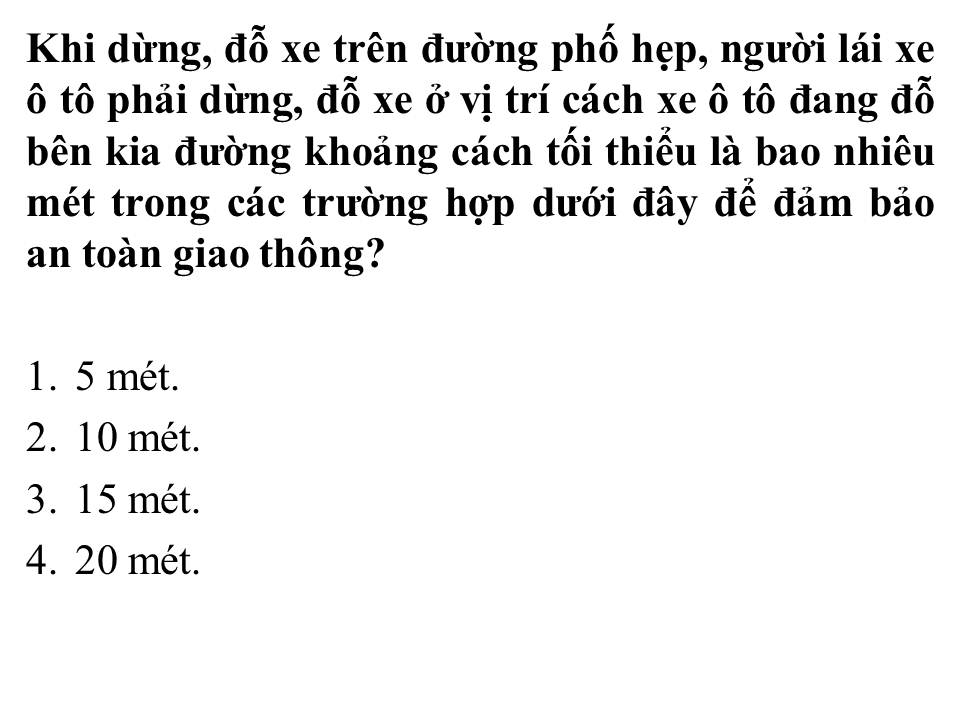 Khi dừng, đỗ xe trên đường phố hẹp, người lái xe
ô tô phải dừng, đỗ xe ở vị trí cách xe ô tô đang đỗ
bên kia đường khoảng cách tối thiểu là bao nhiêu
mét trong các trường hợp dưới đây để đảm bảo
an toàn giao thông?
1. 5 mét.
2. 10 mét.
3. 15 mét.
4. 20 mét.